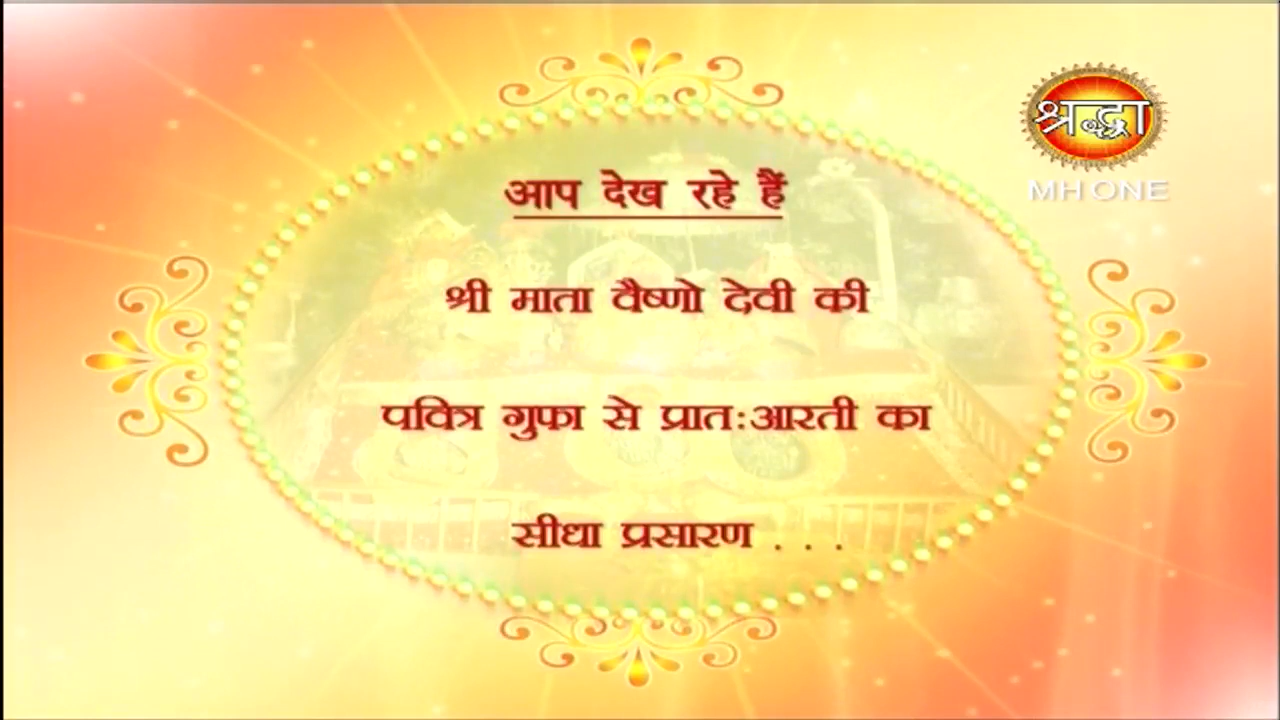 श्रद्धा
MH ONE
आप देख रहे हैं
श्री माता वैष्णो देवी की
पवित्र गुफा से प्रातःआरती का
सीधा प्रसारण . . .